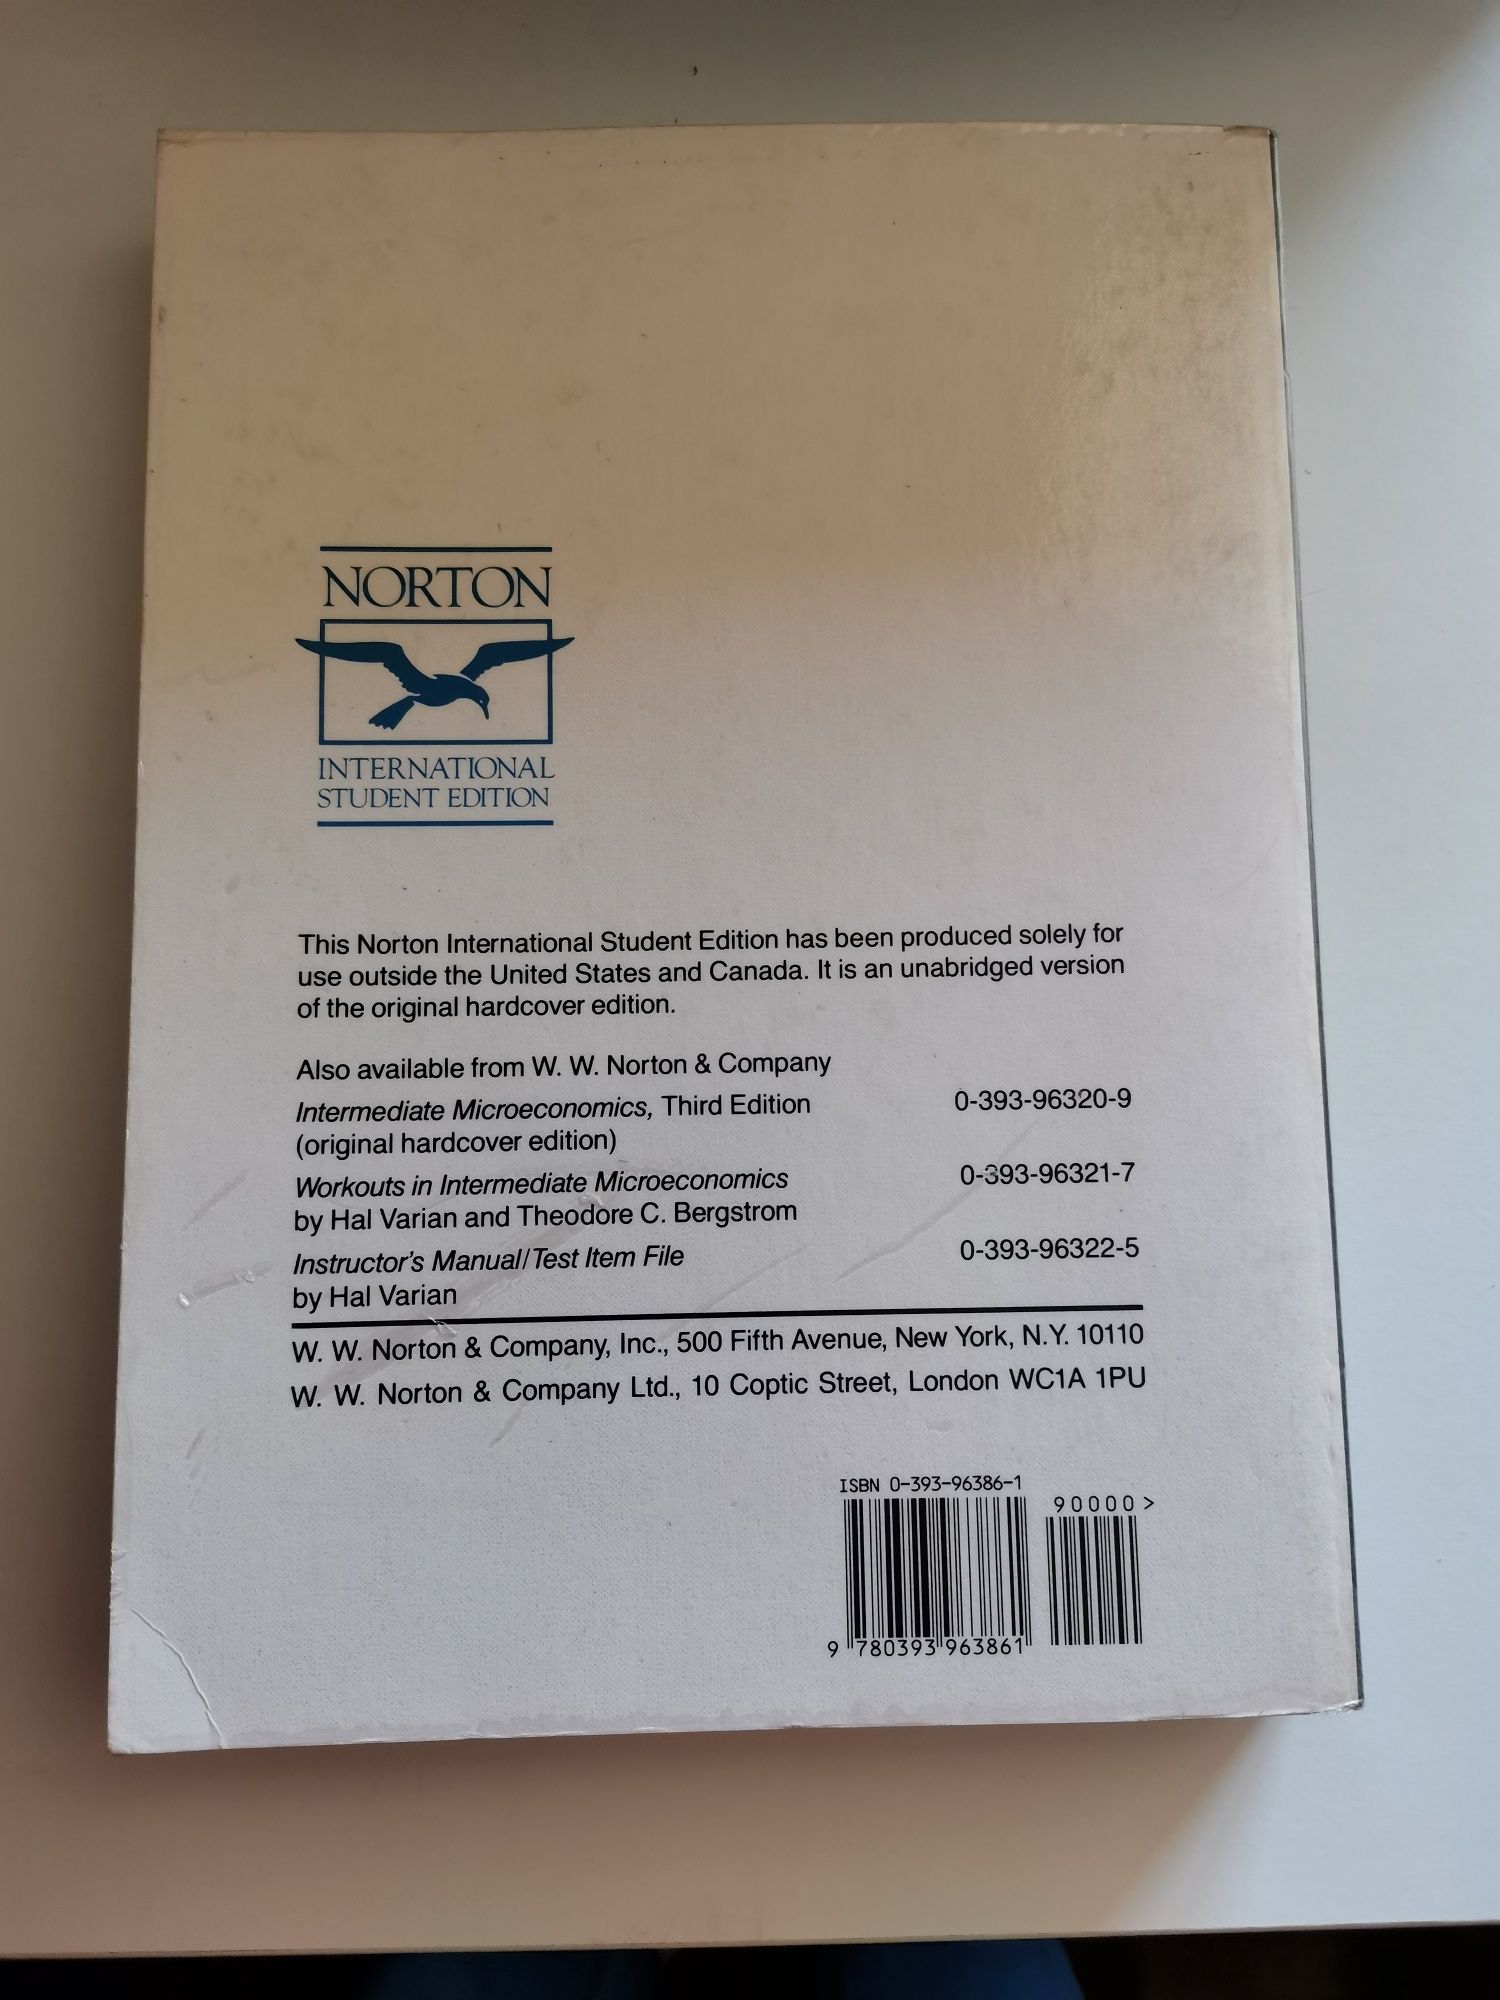 NORTON
INTERNATIONAL
STUDENT EDITION
This Norton International Student Edition has been produced solely for
use outside the United States and Canada. It is an unabridged version
of the original hardcover edition.
Also available from W. W. Norton & Company
Intermediate Microeconomics, Third Edition 0-393-96320-9
(original hardcover edition)
Workouts in Intermediate Microeconomics 0-393-96321-7
by Hal Varian and Theodore C. Bergstrom
Instructor's Manual/Test Item File 0-393-96322-5
by Hal Varian
W. W. Norton & Company, Inc., 500 Fifth Avenue, New York, N.Y. 10110
W. W. Norton & Company Ltd., 10 Coptic Street, London WC1A 1PU
ISBN 0-393-96386-1
90000>
9 780393 963861